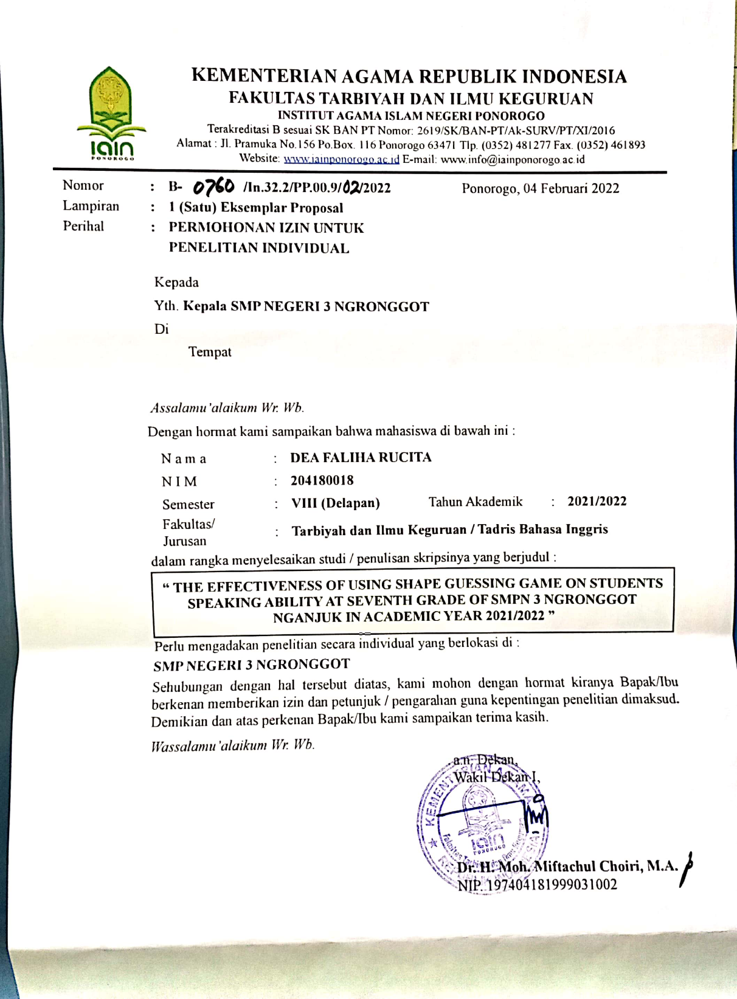 KEMENTERIAN AGAMA REPUBLIK INDONESIA
FAKULTAS TARBIYAH DAN ILMU KEGURUAN
INSTITUT AGAMA ISLAM NEGERI PONOROGO
Terakreditasi B sesuai SK BAN PT Nomor: 2619/SK/BAN-PT/Ak-SURV/PT/XI/2016
Alamat : Jl. Pramuka No.156 Po.Box. 116 Ponorogo 63471 Tlp. (0352) 481277 Fax. (0352) 461893
Website: www.iainponorogo.ac.id E-mail: www.info@iainponorogo.ac.id
iain
PONOROGO
Nomor : B- 0760 /In.32.2/PP.00.9/02/2022 Ponorogo, 04 Februari 2022
Lampiran : 1 (Satu) Eksemplar Proposal
Perihal : PERMOHONAN IZIN UNTUK
PENELITIAN INDIVIDUAL
Kepada
Yth. Kepala SMP NEGERI 3 NGRONGGOT
Di
Tempat
Assalamu'alaikum Wr. Wb.
Dengan hormat kami sampaikan bahwa mahasiswa di bawah ini :
N a m a : DEA FALIHA RUCITA
N I M : 204180018
Semester : VIII (Delapan) Tahun Akademik : 2021/2022
Fakultas/
Jurusan : Tarbiyah dan Ilmu Keguruan / Tadris Bahasa Inggris
dalam rangka menyelesaikan studi / penulisan skripsinya yang berjudul :
“ THE EFFECTIVENESS OF USING SHAPE GUESSING GAME ON STUDENTS
SPEAKING ABILITY AT SEVENTH GRADE OF SMPN 3 NGRONGGOT
NGANJUK IN ACADEMIC YEAR 2021/2022 ”
Perlu mengadakan penelitian secara individual yang berlokasi di :
SMP NEGERI 3 NGRONGGOT
Sehubungan dengan hal tersebut diatas, kami mohon dengan hormat kiranya Bapak/Ibu
berkenan memberikan izin dan petunjuk / pengarahan guna kepentingan penelitian dimaksud.
Demikian dan atas perkenan Bapak/Ibu kami sampaikan terima kasih.
Wassalamu'alaikum Wr. Wb.
a.n. Dekan,
Wakil Dekan I,
KEMENTERIAN AGAMA
REPUBLIK INDONESIA
iain
PONOROGO
Fakultas Tarbiyah dan Ilmu Keguruan
Dr. H. Moh. Miftachul Choiri, M.A.
NIP. 197404181999031002